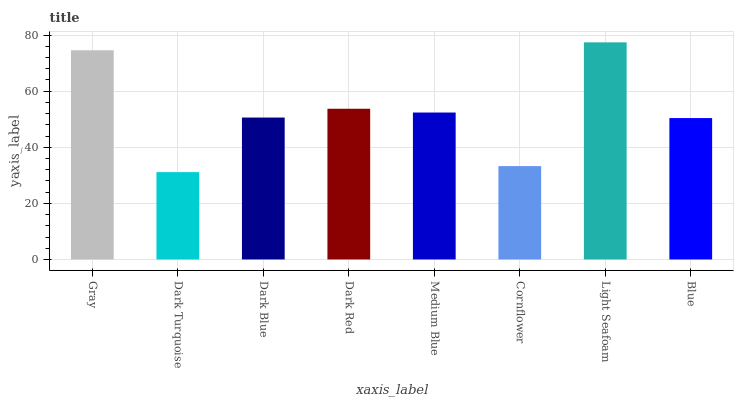 title
yaxis_label
80
60
40
20
0
Gray
Dark Turquoise
Dark Blue
Dark Red
Medium Blue
Cornflower
Light Seafoam
Blue
xaxis_label